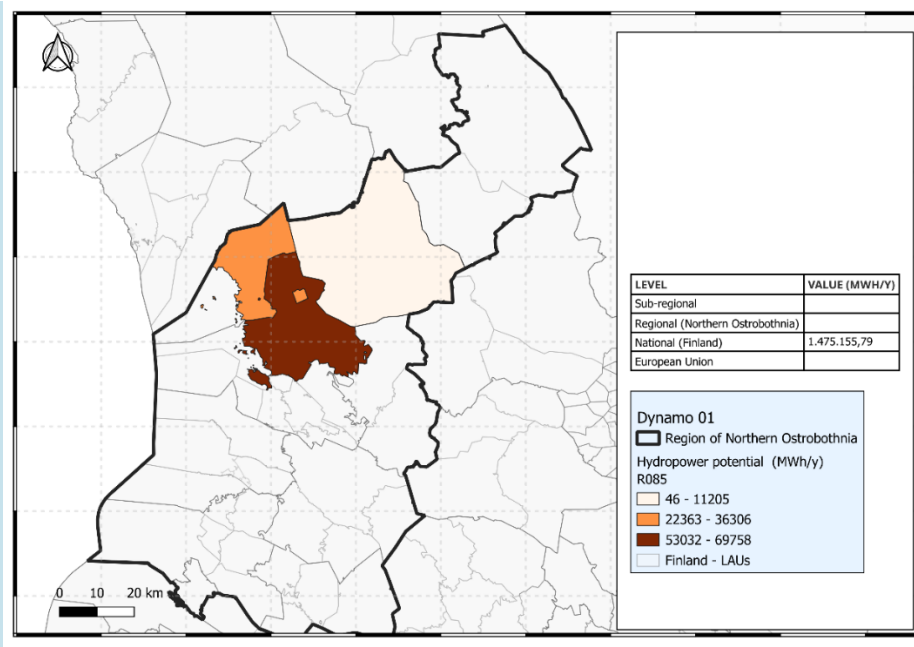 LEVEL VALUE (MWH/Y)
Sub-regional
Regional (Northern Ostrobothnia)
National (Finland) 1.475.155,79
European Union
Dynamo 01
Region of Northern Ostrobothnia
Hydropower potential (MWh/y)
R085
46 - 11205
22363 - 36306
53032 - 69758
Finland - LAUs
0 10 20 km